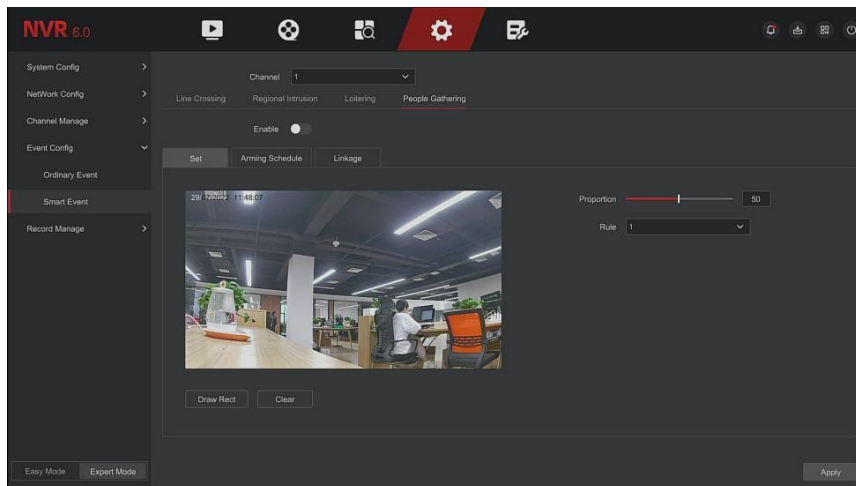 NVR 6.0
System Config
NetWork Config
Channel Manage
Event Config
Ordinary Event
Smart Event
Record Manage
Channel 1
Line Crossing Regional Intrusion Loitering People Gathering
Enable
Set Arming Schedule Linkage
11:48:07
Proportion 50
Rule 1
Draw Rect Clear
Easy Mode Expert Mode
Apply